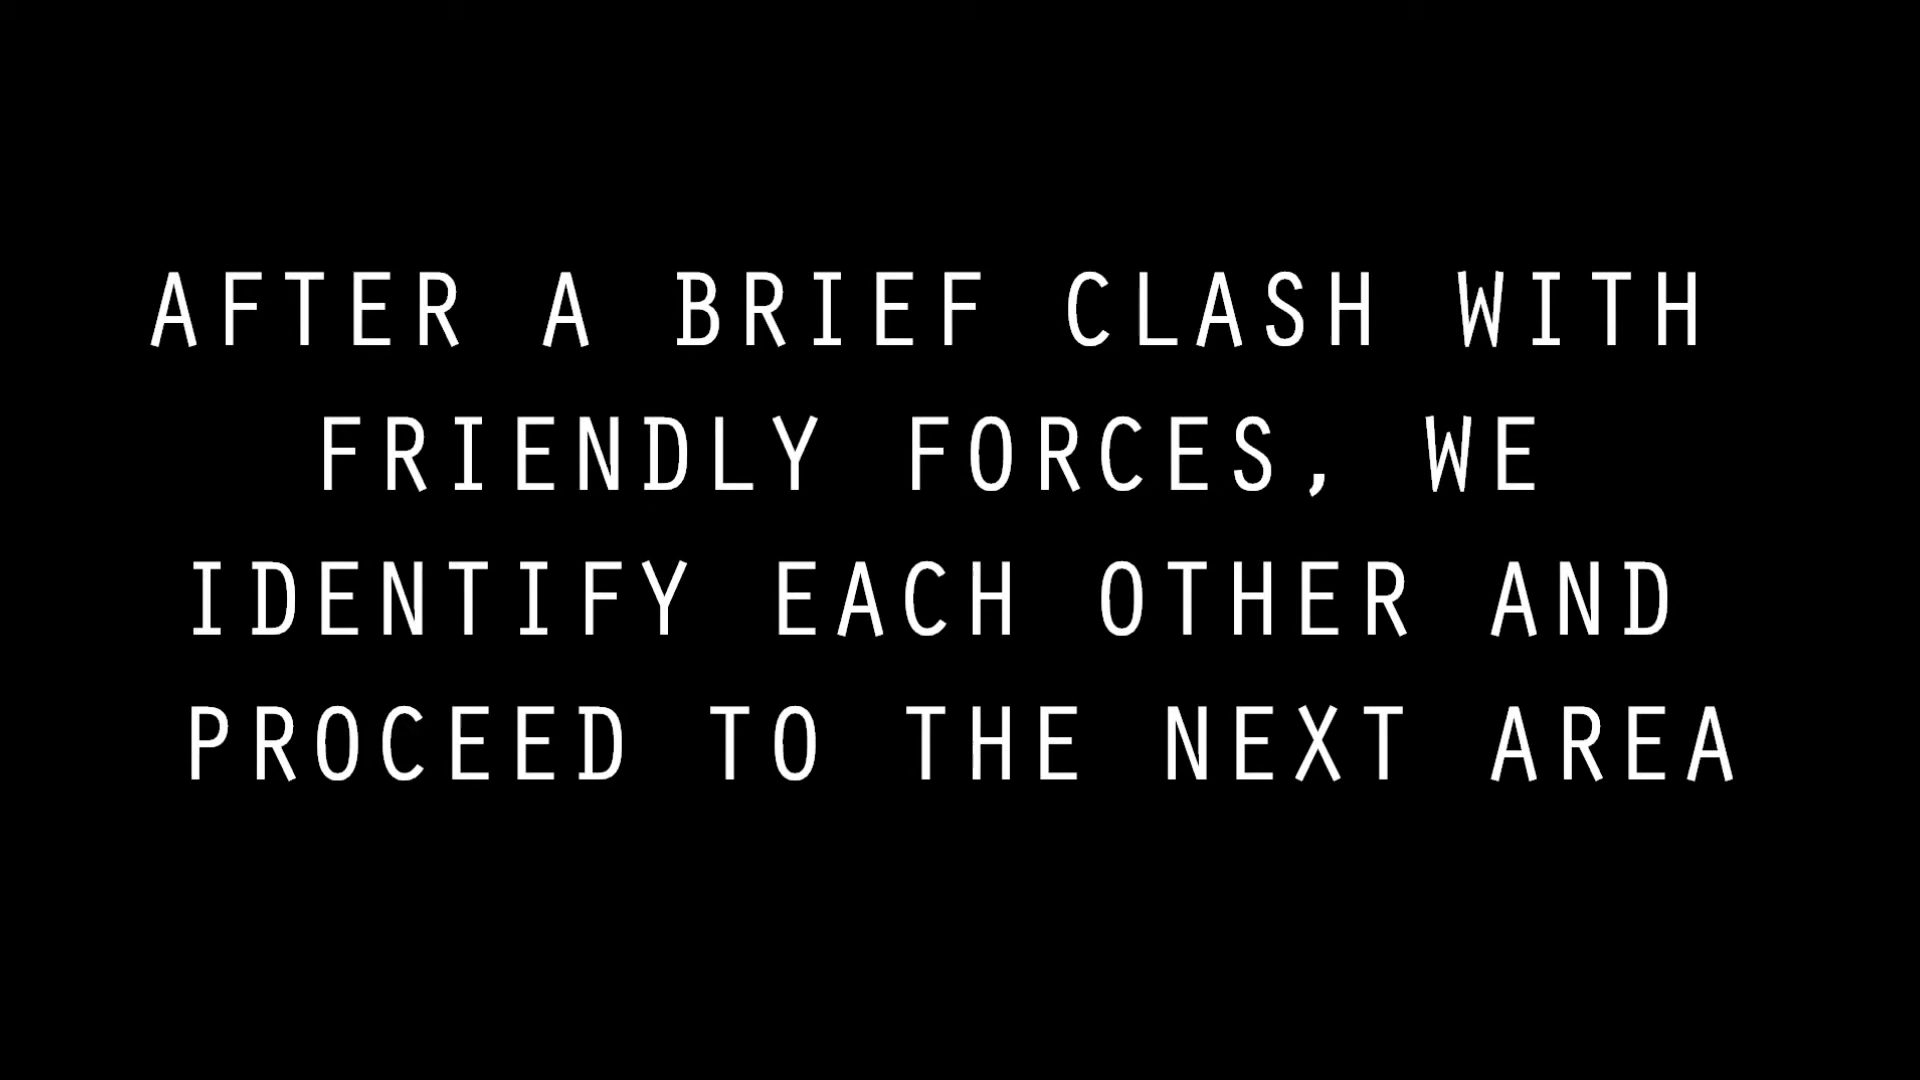 AFTER A BRIEF CLASH WITH
FRIENDLY FORCES, WE
IDENTIFY EACH OTHER AND
PROCEED TO THE NEXT AREA